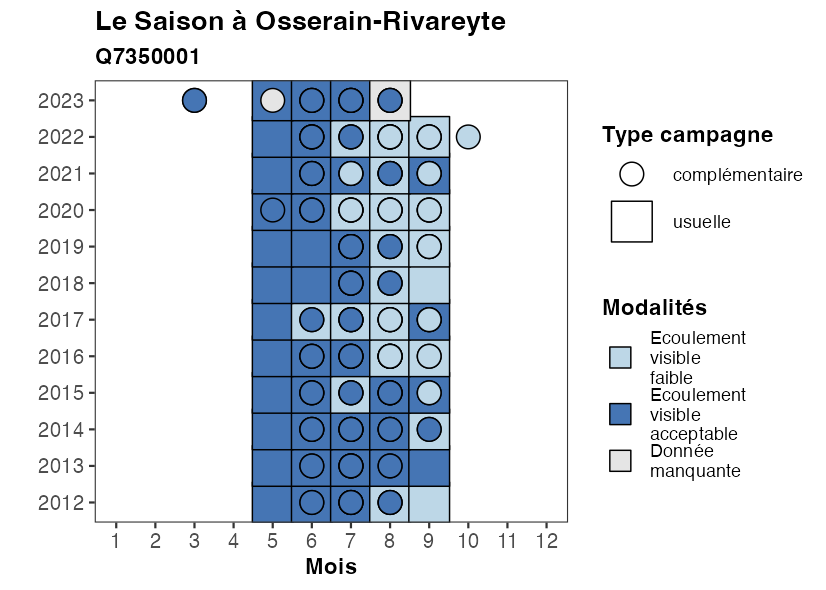 Le Saison à Osserain-Rivareyte
Q7350001
2023
2022
2021
2020
2019
2018
2017
2016
2015
2014
2013
2012
1 2 3 4 5 6 7 8 9 10 11 12
Mois
Type campagne
complémentaire
usuelle
Modalités
Ecoulement
visible
faible
Ecoulement
visible
acceptable
Donnée
manquante